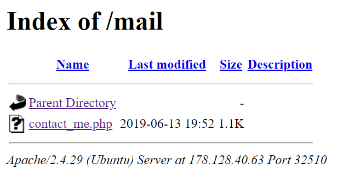 Index of /mail
Name Last modified Size Description
Parent Directory -
contact_me.php 2019-06-13 19:52 1.1K
Apache/2.4.29 (Ubuntu) Server at 178.128.40.63 Port 32510